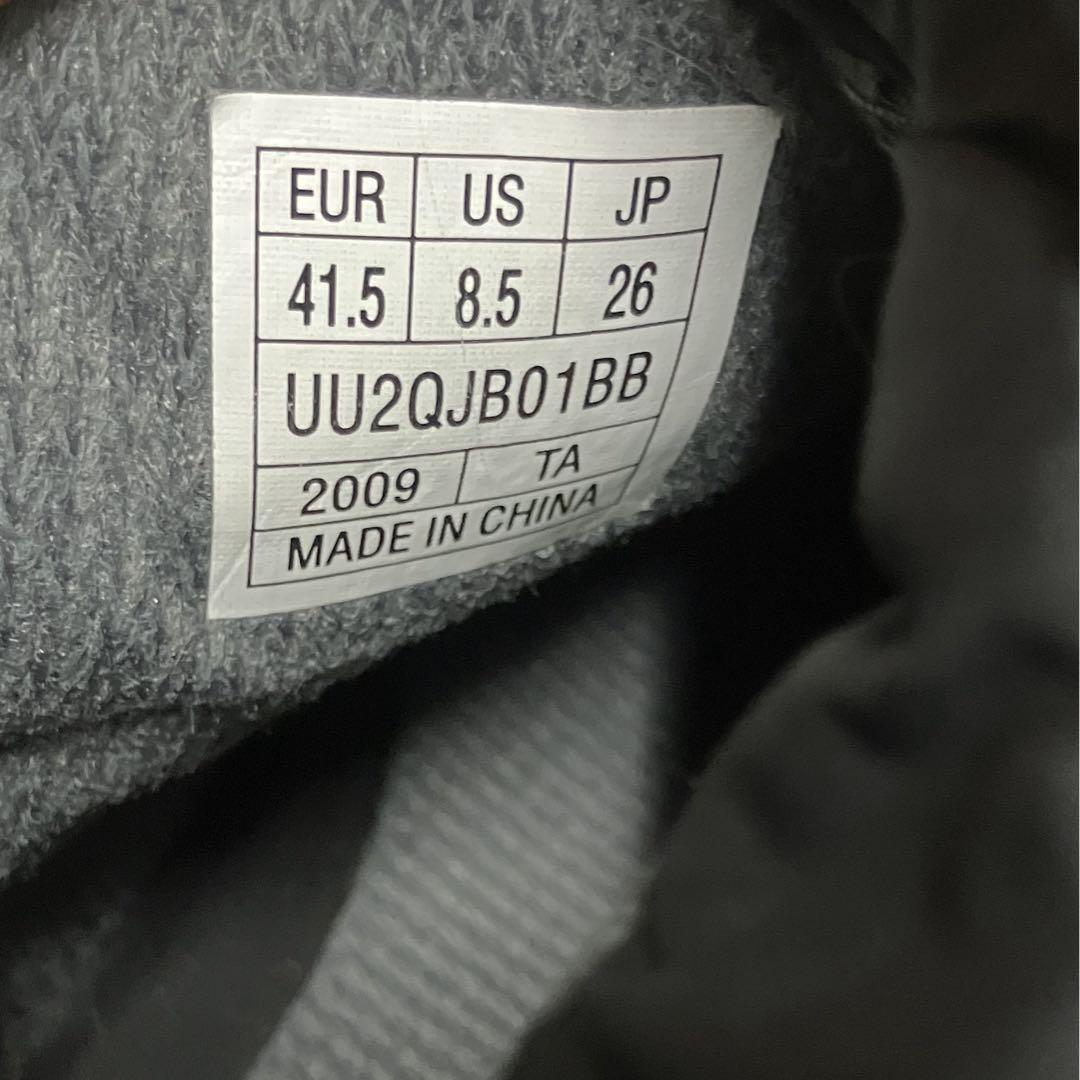 EUR US JP
41.5 8.5 26
UU2QJB01BB
2009 TA
MADE IN CHINA